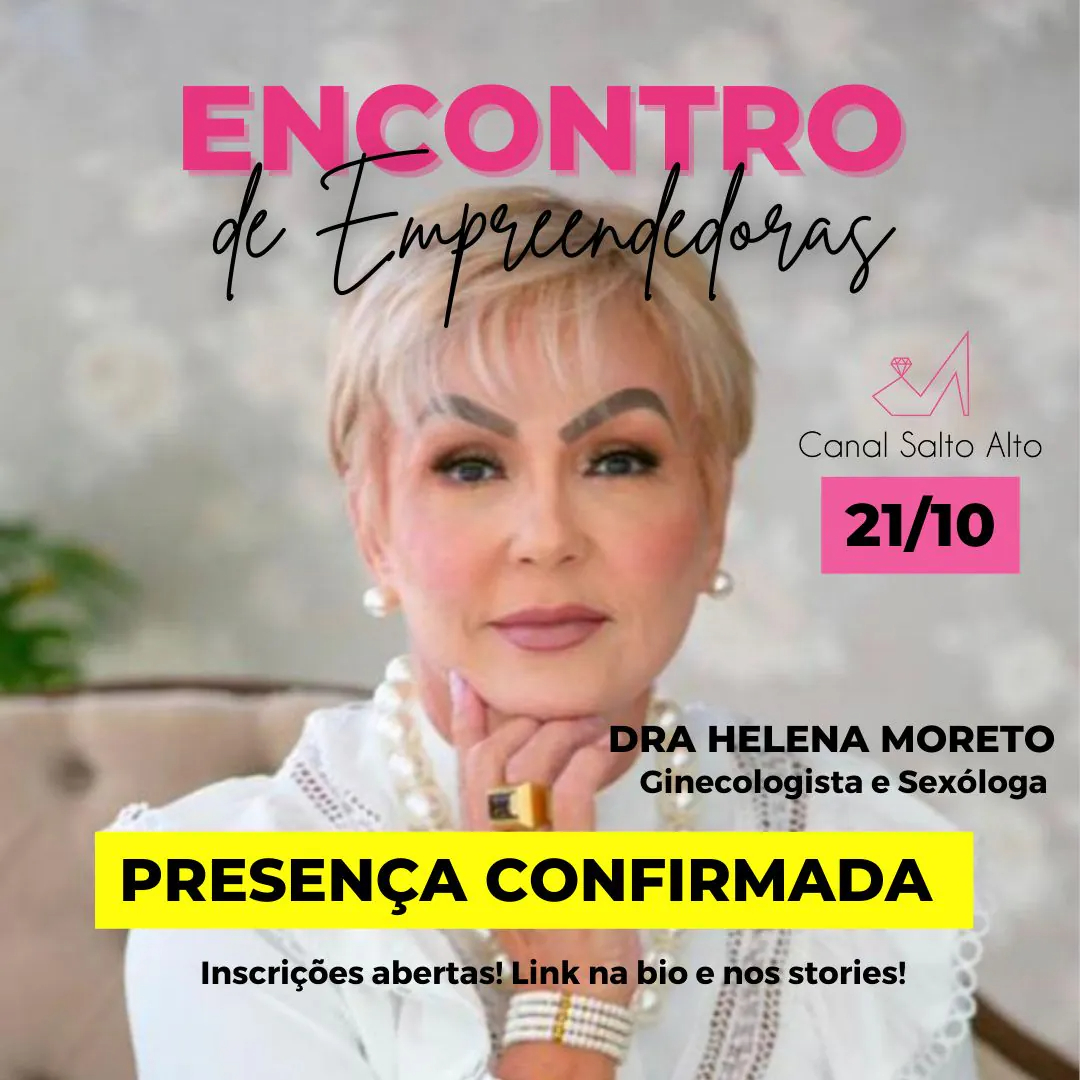 ENCONTRO
de Empreendedoras
Canal Salto Alto
21/10
DRA HELENA MORETO
Ginecologista e Sexóloga
PRESENÇA CONFIRMADA
Inscrições abertas! Link na bio e nos stories!